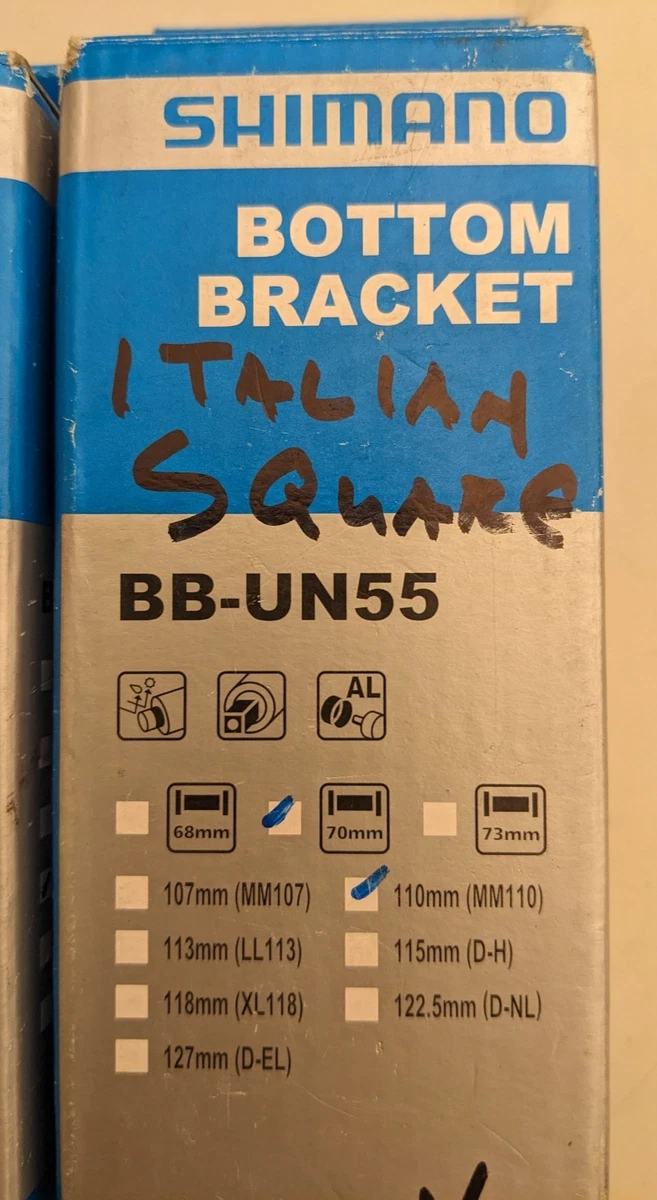 SHIMANO
BOTTOM
BRACKET
ITALIAN
SQUARE
BB-UN55
AL
68mm 70mm 73mm
107mm (MM107) 110mm (MM110)
113mm (LL113) 115mm (D-H)
118mm (XL118) 122.5mm (D-NL)
127mm (D-EL)